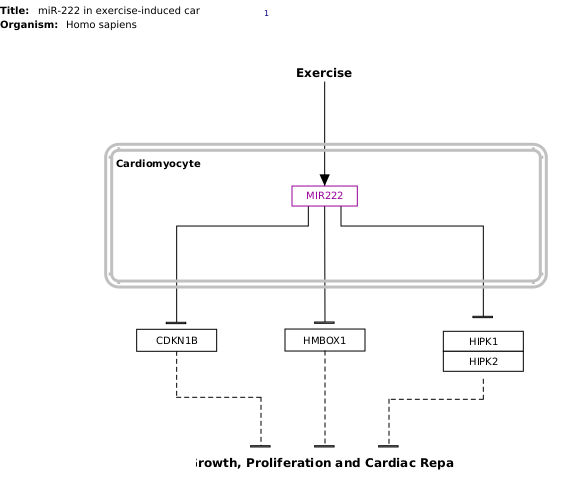 Title: miR-222 in exercise-induced car
1
Organism: Homo sapiens
Exercise
Cardiomyocyte
MIR222
CDKN1B
HMBOX1
HIPK1
HIPK2
rowth, Proliferation and Cardiac Repa